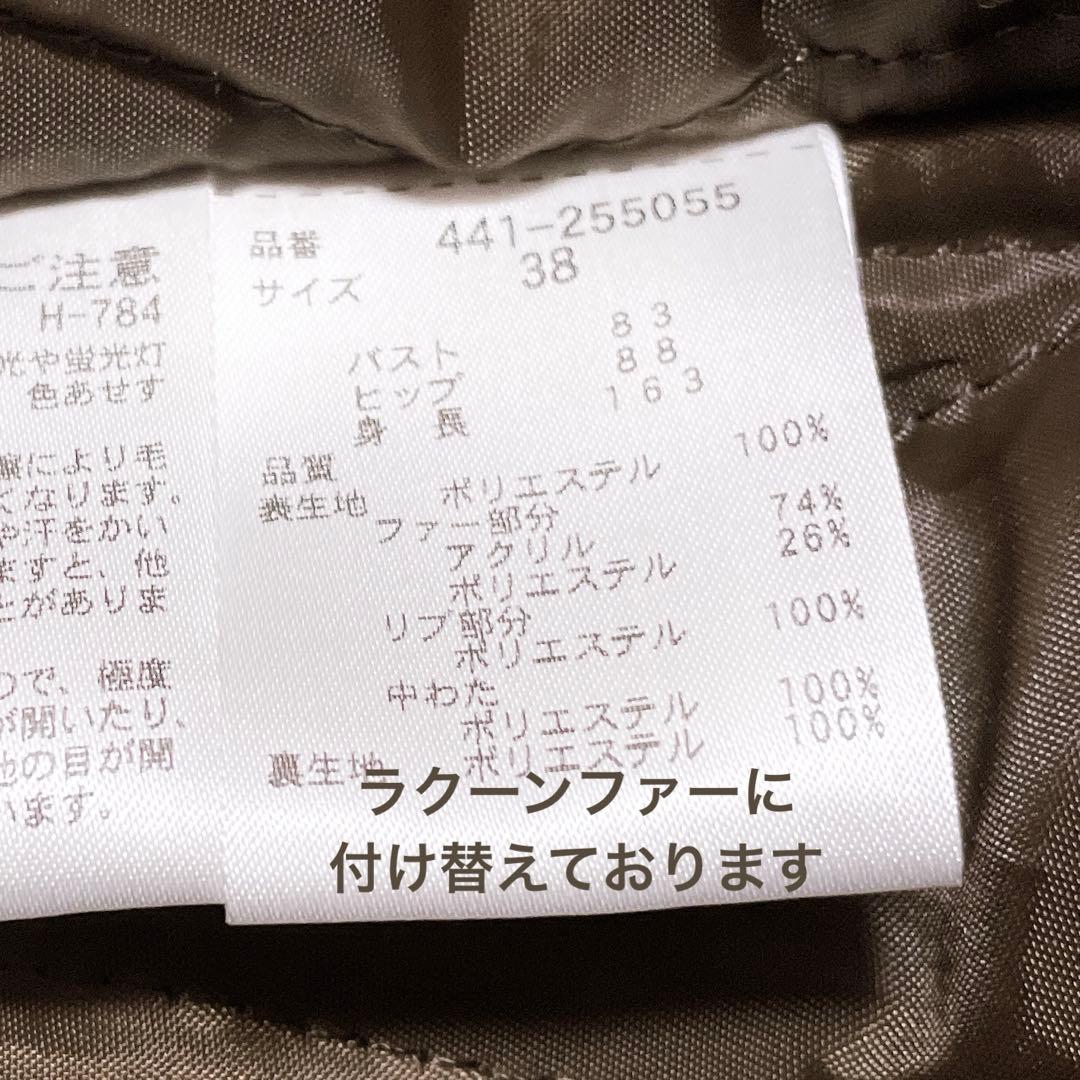 ご注意
H-784
光や蛍光灯
色あせす
により毛
くなります。
や汗をかい
ますと、他
とがありま
ので、極度
が開いたり、
地の目が開
います。
品番 441-255055
サイズ 38
バスト 83
ヒップ 88
身長 163
品質
表生地 ポリエステル 100%
ファー部分
アクリル 74%
ポリエステル 26%
リブ部分
ポリエステル 100%
中わた
ポリエステル 100%
裏生地 ポリエステル 100%
ラクーンファーに
付け替えております